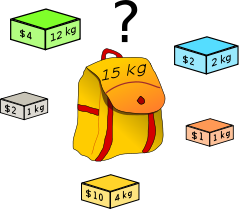 ?
$4 12 kg
15 kg
$2 2 kg
$2 1 kg
$1 1 kg
$10 4 kg